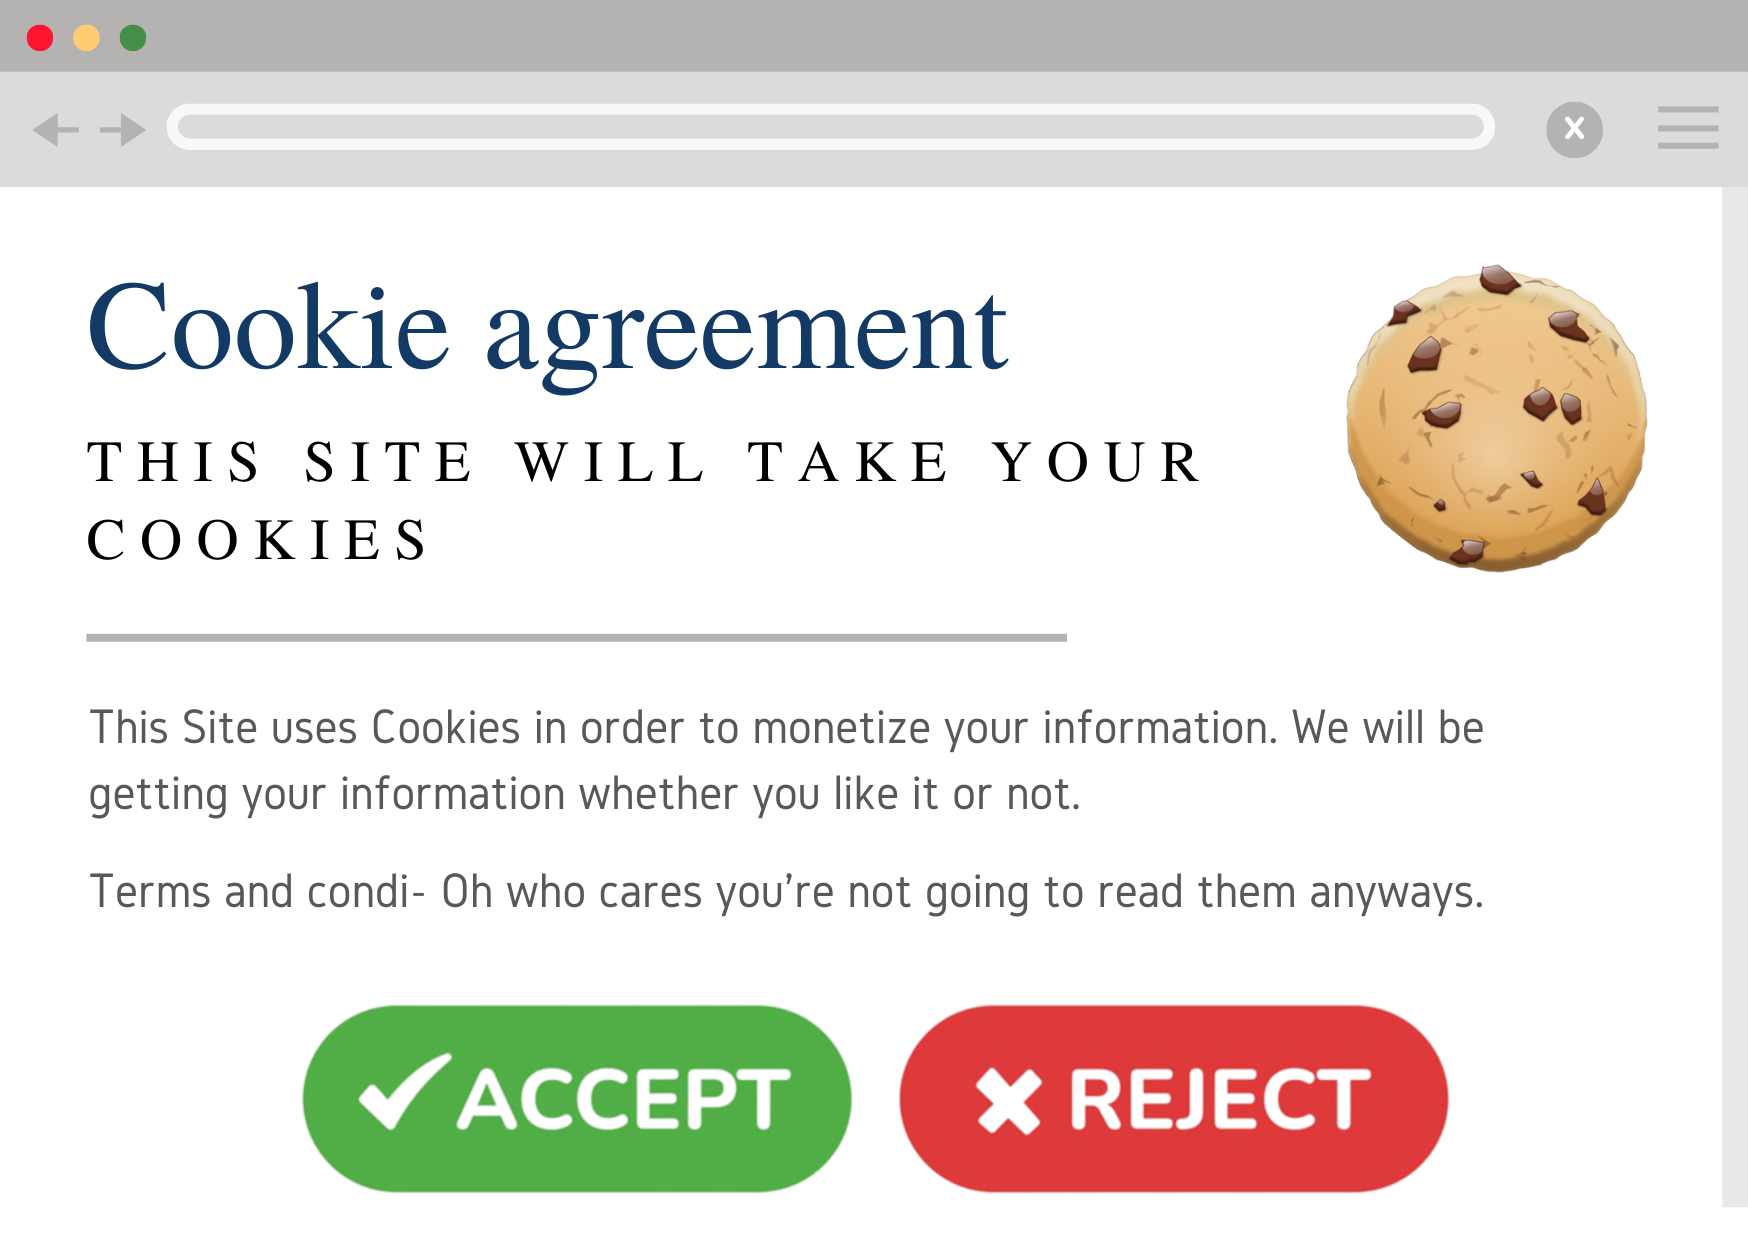 Cookie agreement
THIS SITE WILL TAKE YOUR
COOKIES
This Site uses Cookies in order to monetize your information. We will be
getting your information whether you like it or not.
Terms and condi- Oh who cares you’re not going to read them anyways.
ACCEPT
REJECT